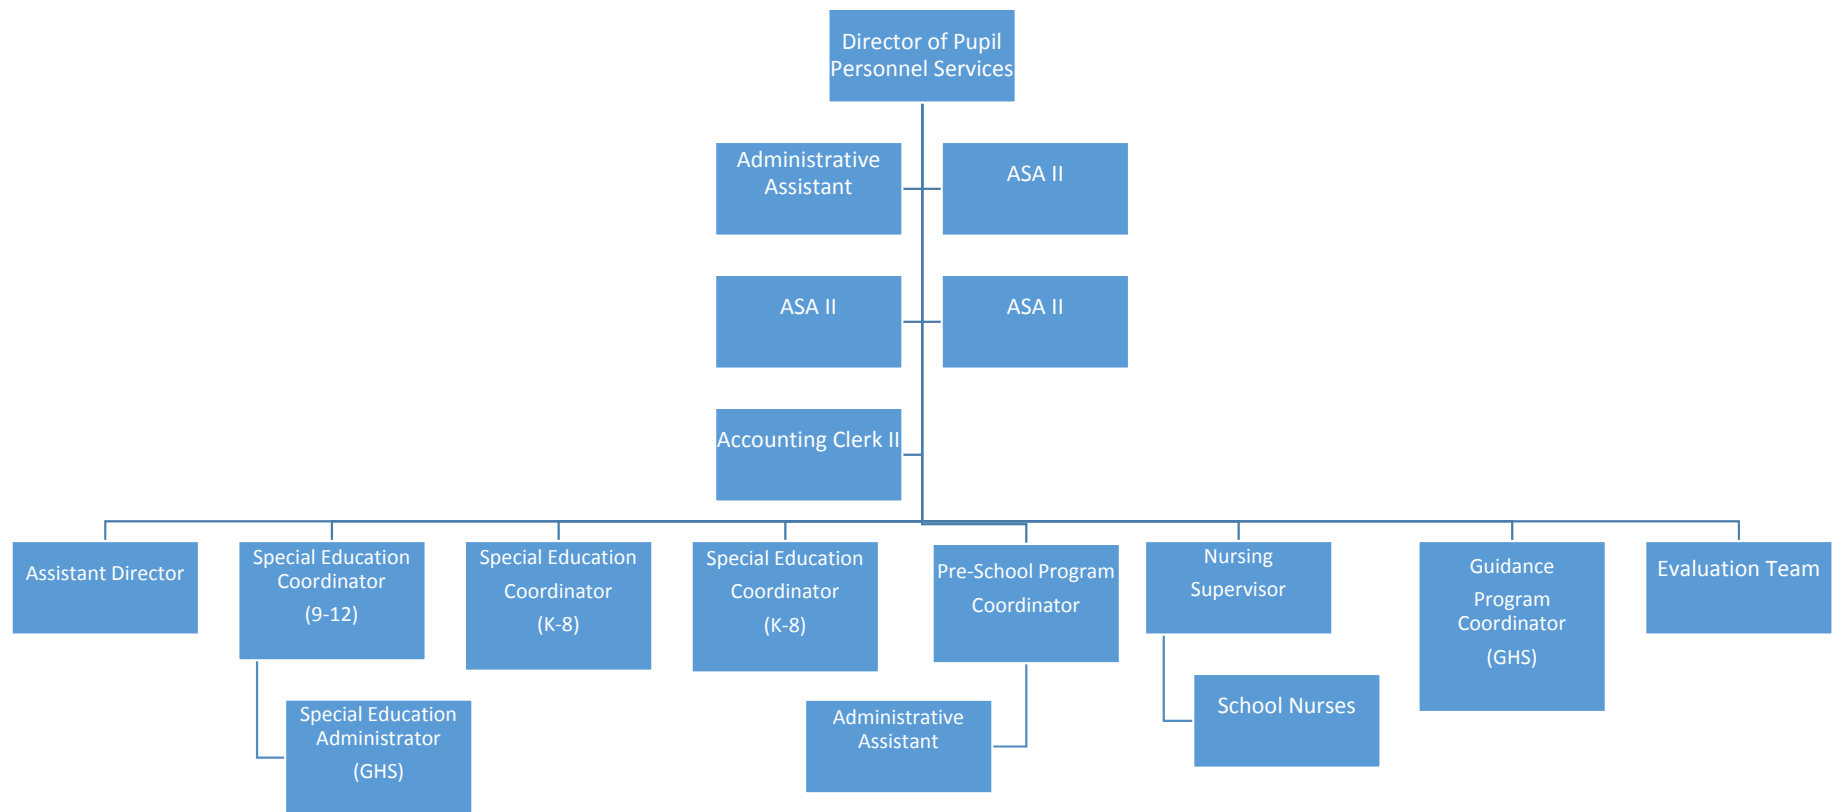 Director of Pupil
Personnel Services
Administrative
Assistant
ASA II
ASA II
ASA II
Accounting Clerk II
Assistant Director
Special Education
Coordinator
(9-12)
Special Education
Coordinator
(K-8)
Special Education
Coordinator
(K-8)
Pre-School Program
Coordinator
Nursing
Supervisor
Guidance
Program
Coordinator
(GHS)
Evaluation Team
Special Education
Administrator
(GHS)
Administrative
Assistant
School Nurses